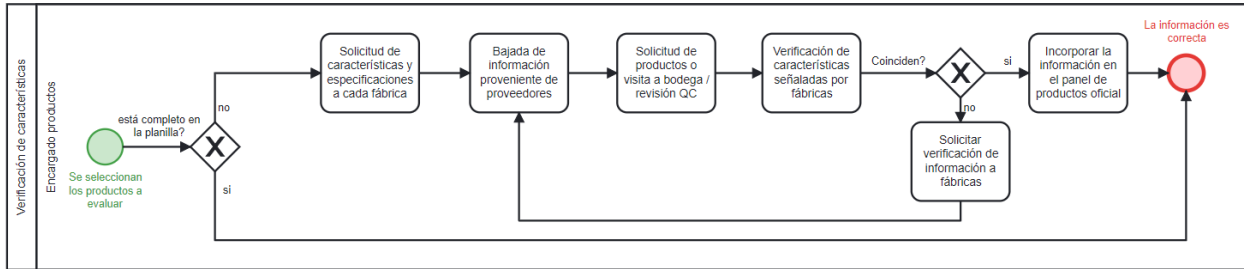 Verificación de características
Encargado productos
Se seleccionan
los productos a
evaluar
está completo en
la planilla?
no
si
Solicitud de
características y
especificaciones
a cada fábrica
Bajada de
información
proveniente de
proveedores
Solicitud de
productos o
visita a bodega /
revisión QC
Verificación de
características
señaladas por
fábricas
Coinciden?
si
no
Solicitar
verificación de
información a
fábricas
Incorporar la
información en
el panel de
productos oficial
La información es
correcta